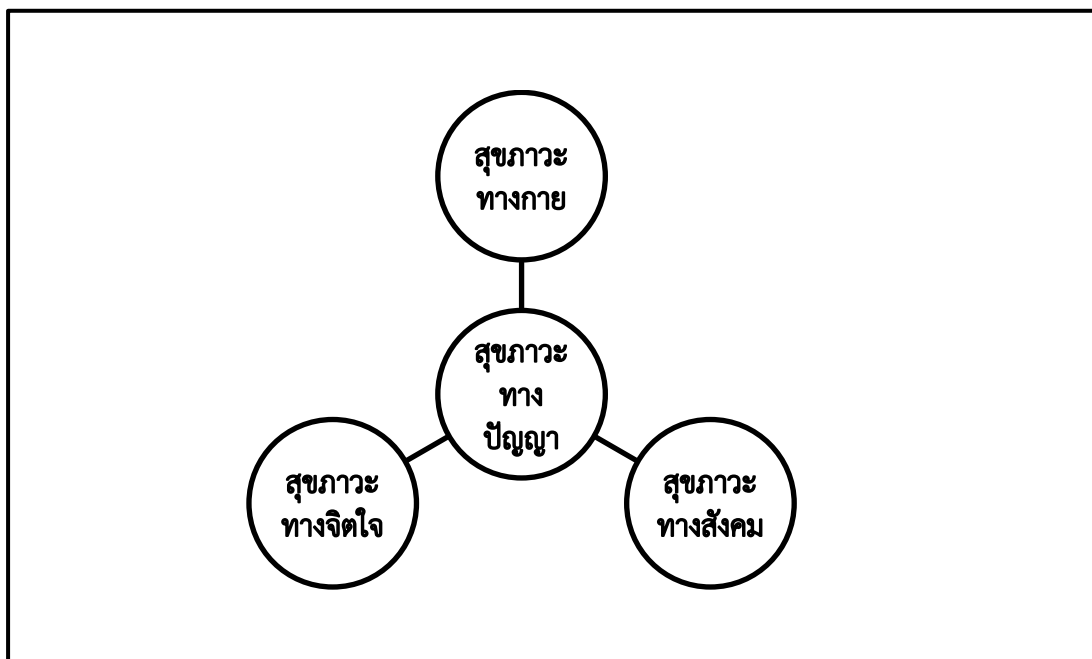 สุขภาวะ
ทางกาย
สุขภาวะ
ทาง
ปัญญา
สุขภาวะ
ทางจิตใจ
สุขภาวะ
ทางสังคม